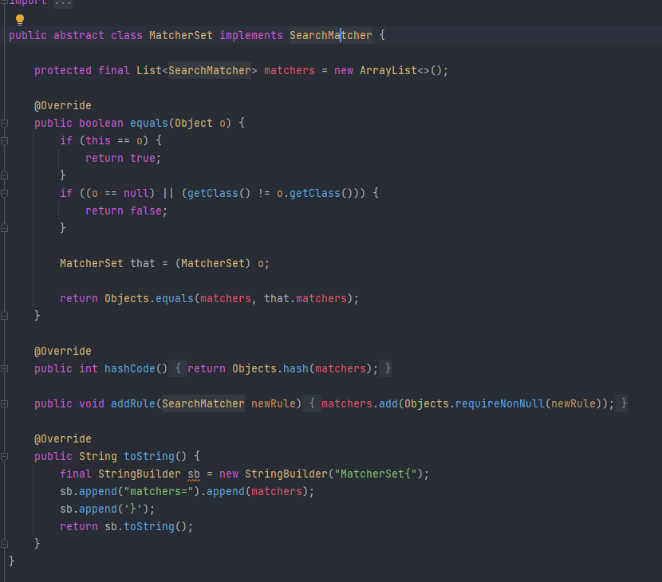 import ...
public abstract class MatcherSet implements SearchMatcher {
protected final List<SearchMatcher> matchers = new ArrayList<>();
@Override
public boolean equals(Object o) {
if (this == o) {
return true;
}
if ((o == null) || (getClass() != o.getClass())) {
return false;
}
MatcherSet that = (MatcherSet) o;
return Objects.equals(matchers, that.matchers);
}
@Override
public int hashCode() { return Objects.hash(matchers); }
public void addRule(SearchMatcher newRule) { matchers.add(Objects.requireNonNull(newRule)); }
@Override
public String toString() {
final StringBuilder sb = new StringBuilder("MatcherSet{");
sb.append("matchers=").append(matchers);
sb.append('}');
return sb.toString();
}
}